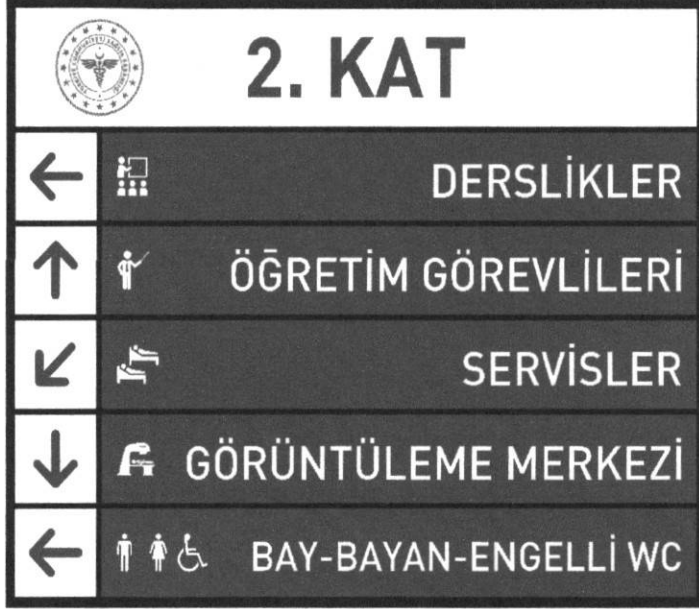 2. KAT
DERSLİKLER
ÖĞRETİM GÖREVLİLERİ
SERVİSLER
GÖRÜNTÜLEME MERKEZİ
BAY-BAYAN-ENGELLİ WC